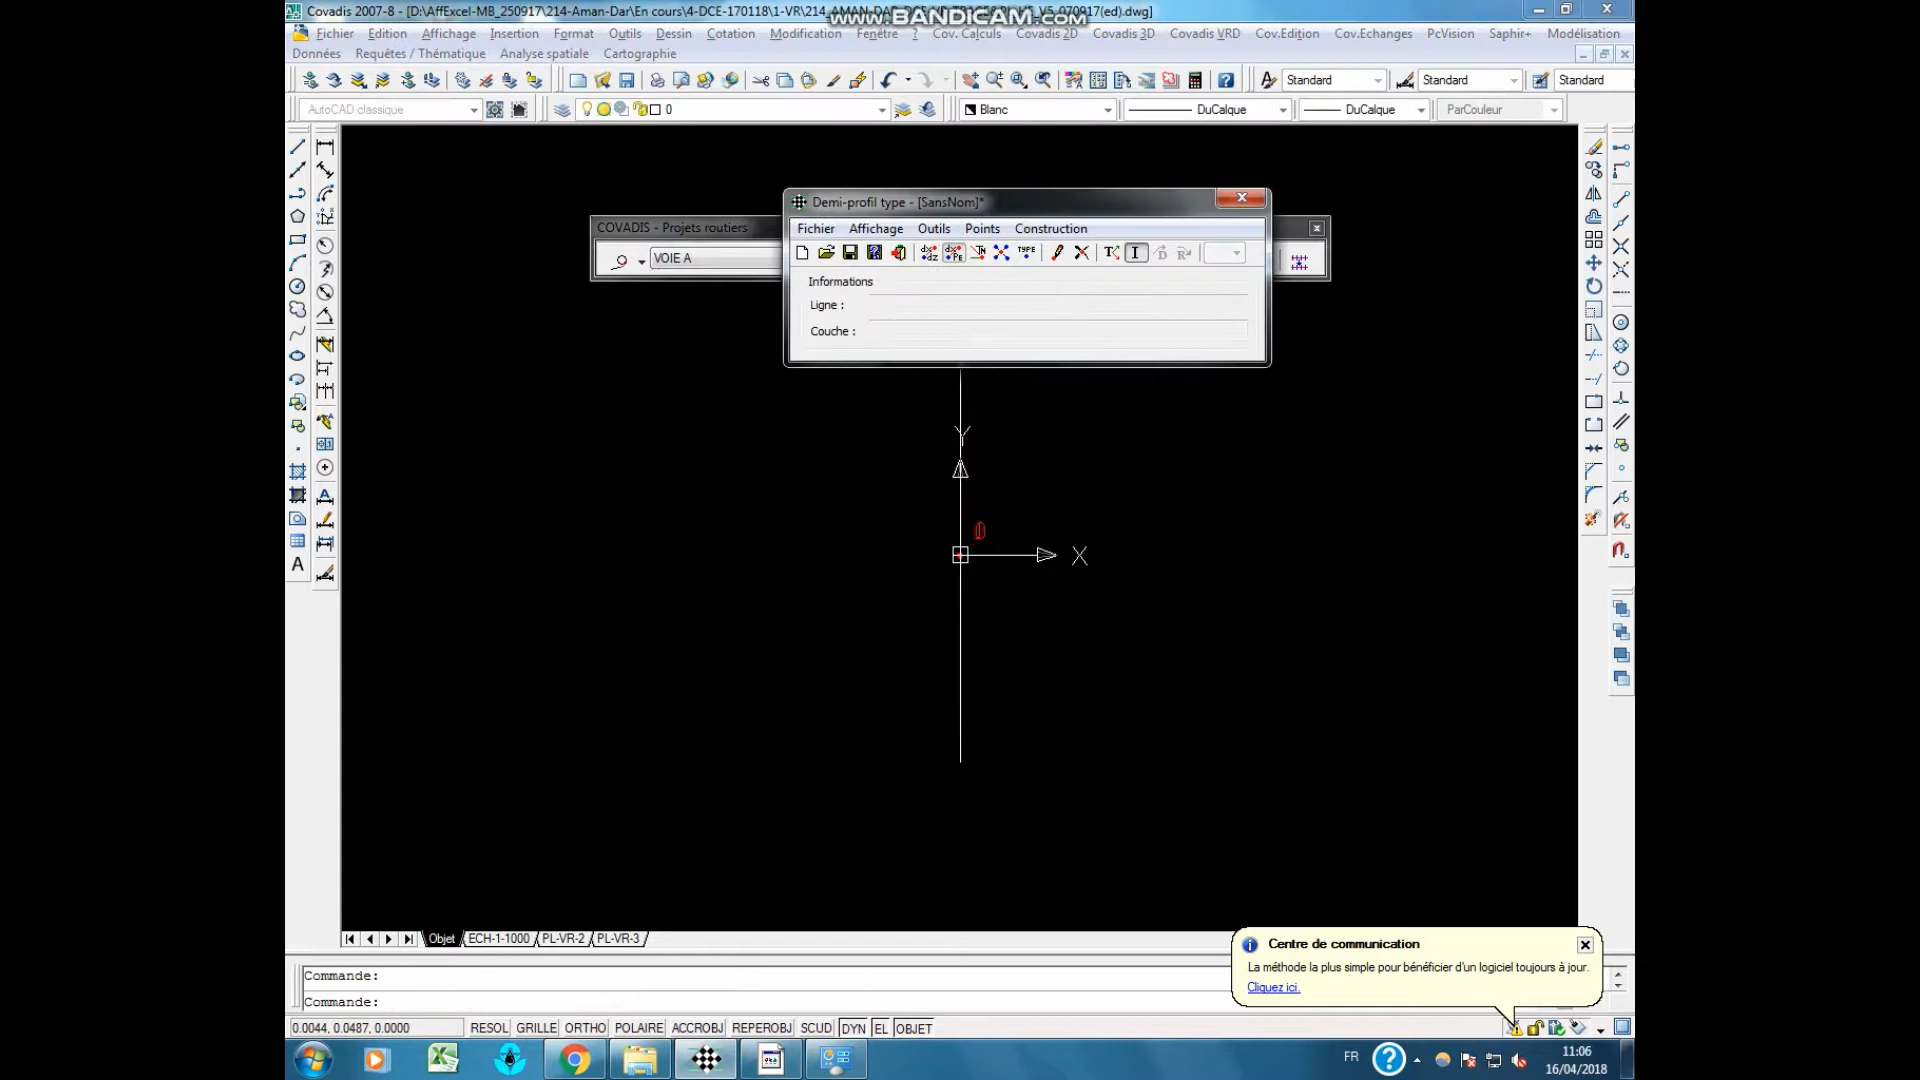 Covadis 2007-8 - [D:\AffExcel-MB_250917\214-Aman-Dar\En cours\4-DCE-170118\1-VR\214_AMAN-DAR
V5_070917(ed).dwg]
www.BANDICAM.com
Fichier Edition Affichage Insertion Format Outils Dessin Cotation Modification Fenêtre ? Cov. Calculs Covadis 2D Covadis 3D Covadis VRD Cov.Edition Cov.Echanges PcVision Saphir+ Modélisation
Données Requêtes / Thématique Analyse spatiale Cartographie
Standard Standard Standard
AutoCAD classique 0 Blanc DuCalque DuCalque ParCouleur
Demi-profil type - [SansNom]*
COVADIS - Projets routiers
Fichier Affichage Outils Points Construction
VOIE A
Informations
Ligne :
Couche :
Y
0
X
Objet ECH-1-1000 PL-VR-2 PL-VR-3
Centre de communication
La méthode la plus simple pour bénéficier d'un logiciel toujours à jour.
Cliquez ici.
Commande:
Commande:
0.0044, 0.0487, 0.0000 RESOL GRILLE ORTHO POLAIRE ACCROBJ REPEROBJ SCUD DYN EL OBJET
FR
11:06
16/04/2018